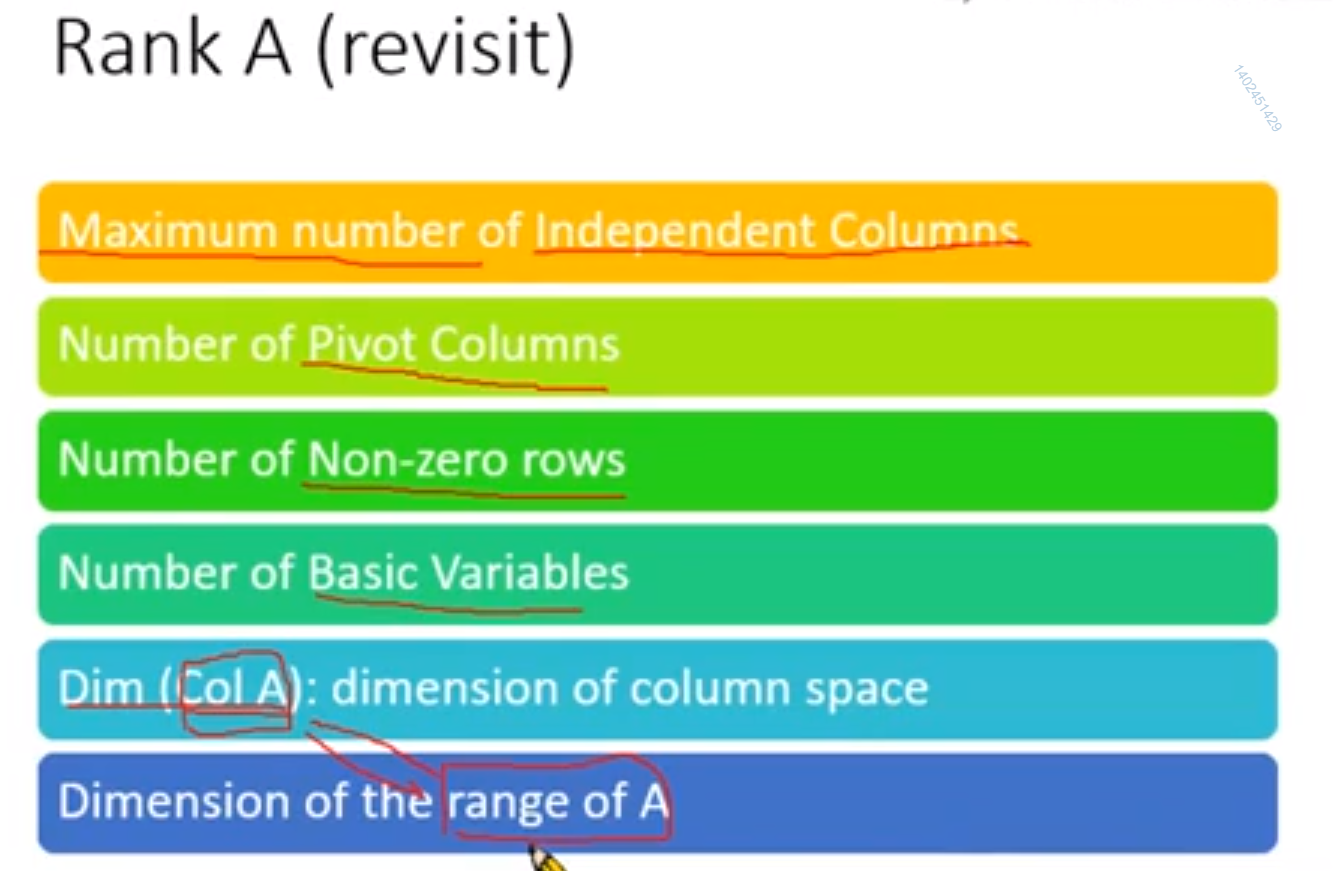 Rank A (revisit)
1402451429
Maximum number of Independent Columns
Number of Pivot Columns
Number of Non-zero rows
Number of Basic Variables
Dim (Col A): dimension of column space
Dimension of the range of A